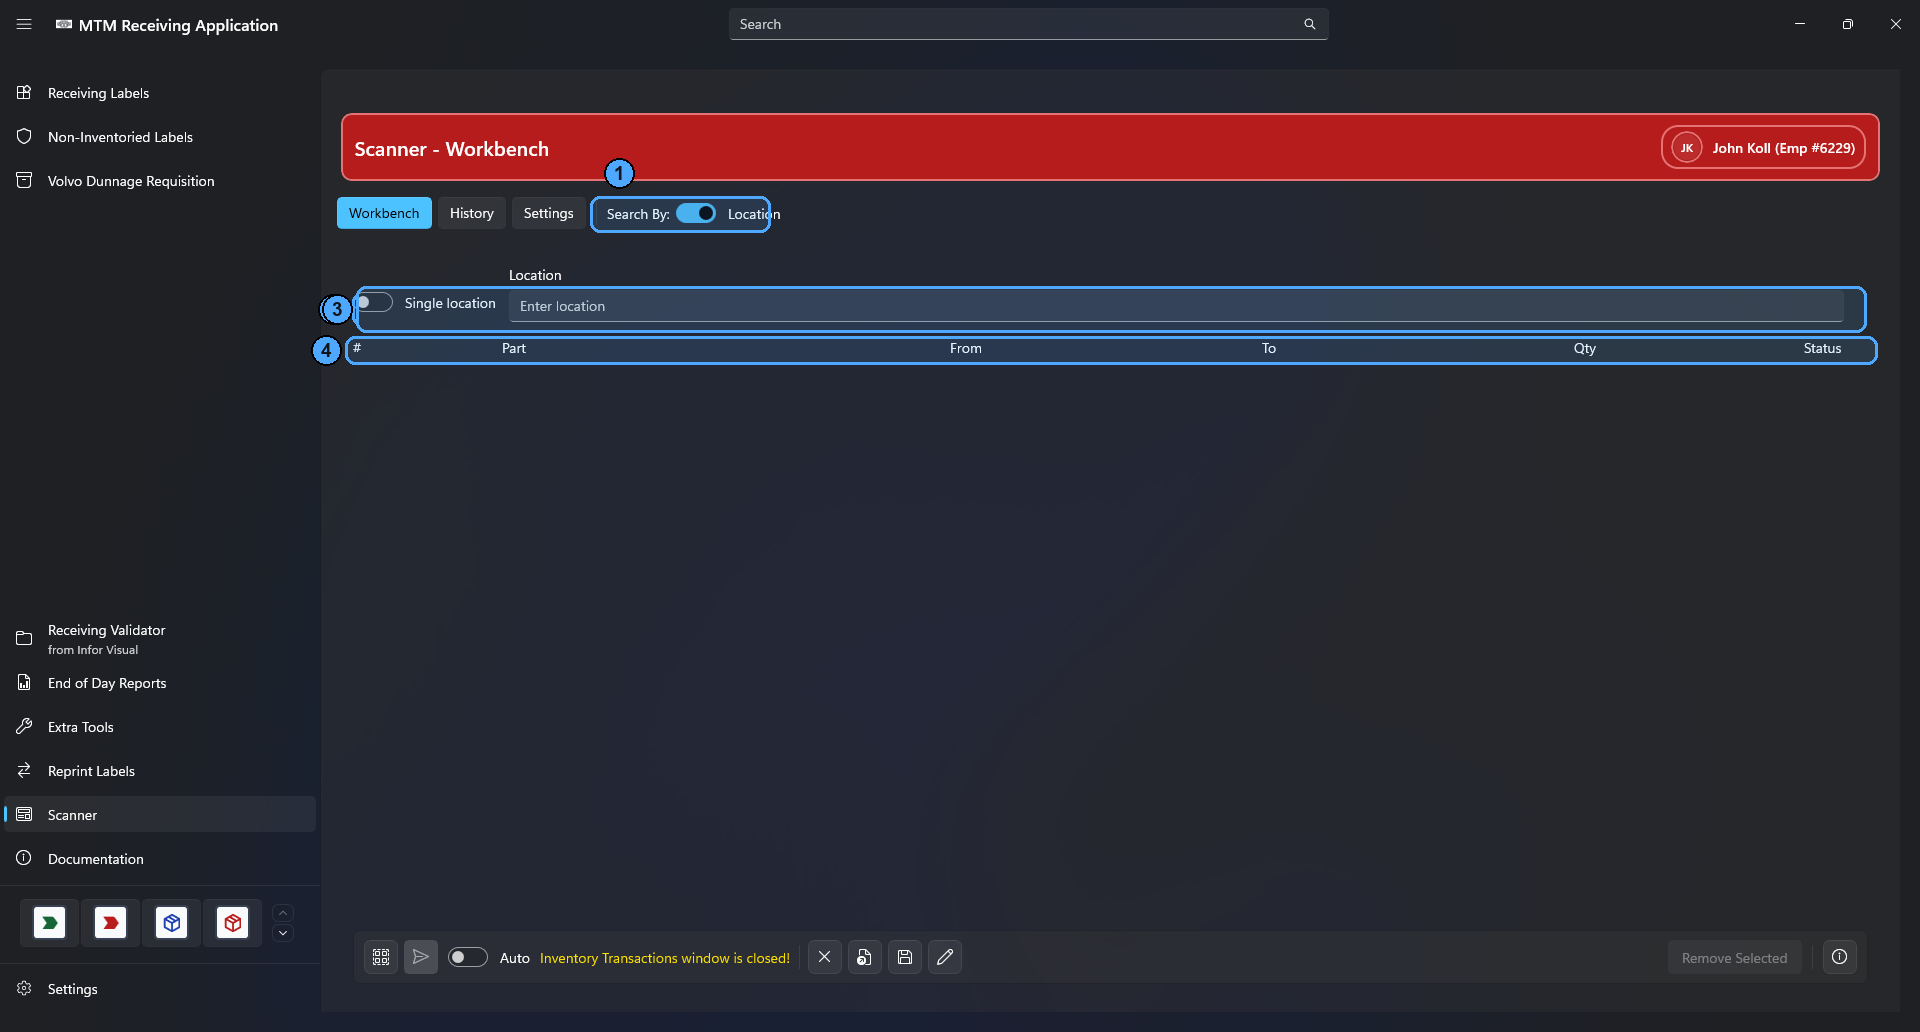 MTM Receiving Application
Search
Receiving Labels
Non-Inventoried Labels
Volvo Dunnage Requisition
Scanner - Workbench
JK
John Koll (Emp #6229)
1
Workbench
History
Settings
Search By:
Location
Location
3
Single location
Enter location
4
#
Part
From
To
Qty
Status
Receiving Validator
from Infor Visual
End of Day Reports
Extra Tools
Reprint Labels
Scanner
Documentation
Settings
Auto
Inventory Transactions window is closed!
Remove Selected